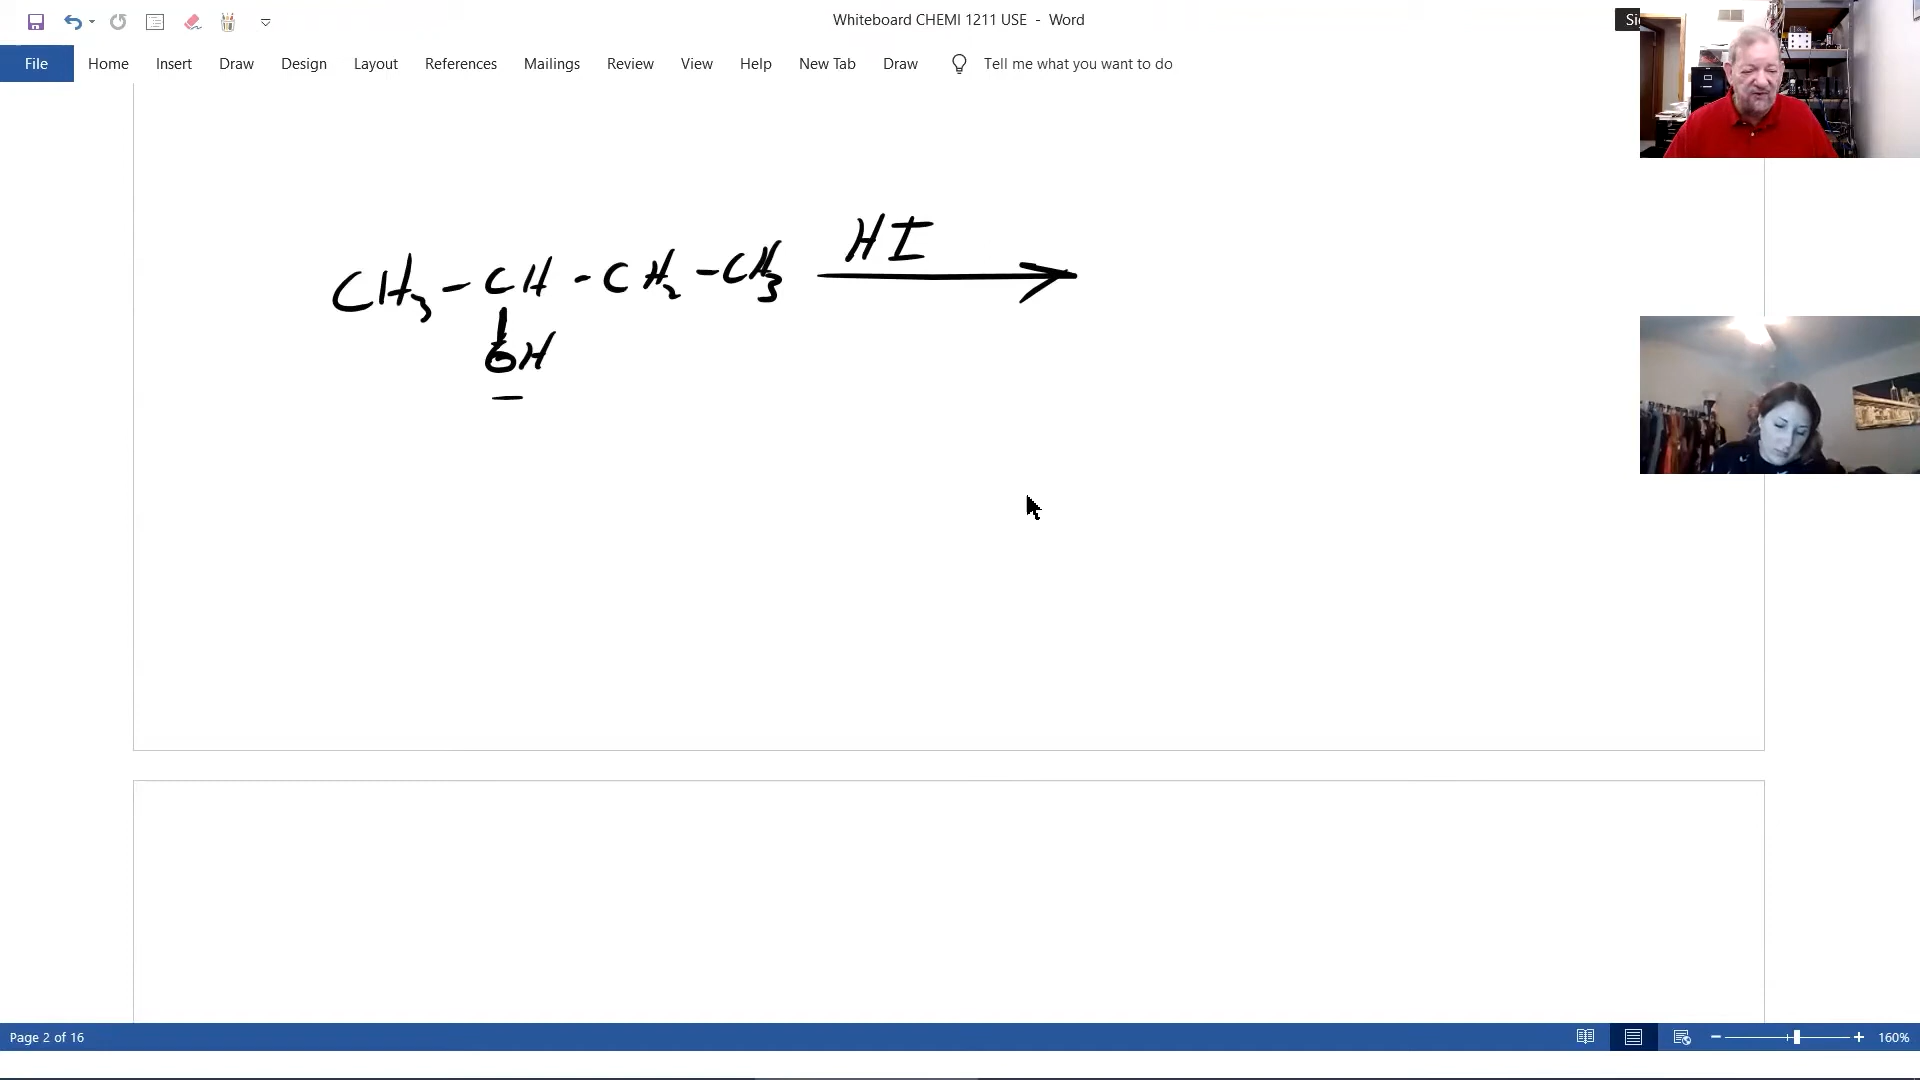 Whiteboard CHEMI 1211 USE - Word
File Home Insert Draw Design Layout References Mailings Review View Help New Tab Draw Tell me what you want to do
HI
CH3 - CH - CH2 - CH3
OH
Page 2 of 16
160%